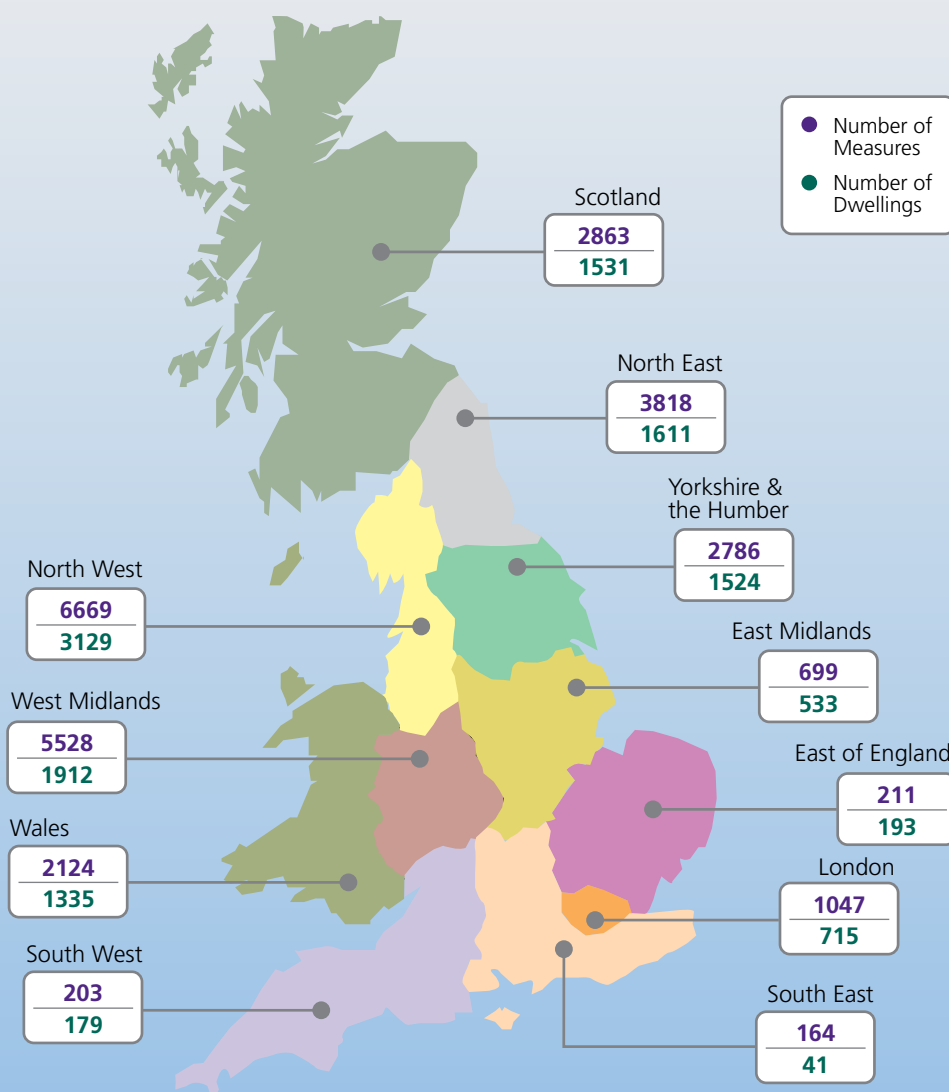 Number of
Measures
Number of
Dwellings
Scotland
2863
1531
North East
3818
1611
Yorkshire &
the Humber
2786
1524
North West
6669
3129
East Midlands
699
533
West Midlands
5528
1912
East of England
211
193
Wales
2124
1335
London
1047
715
South West
203
179
South East
164
41